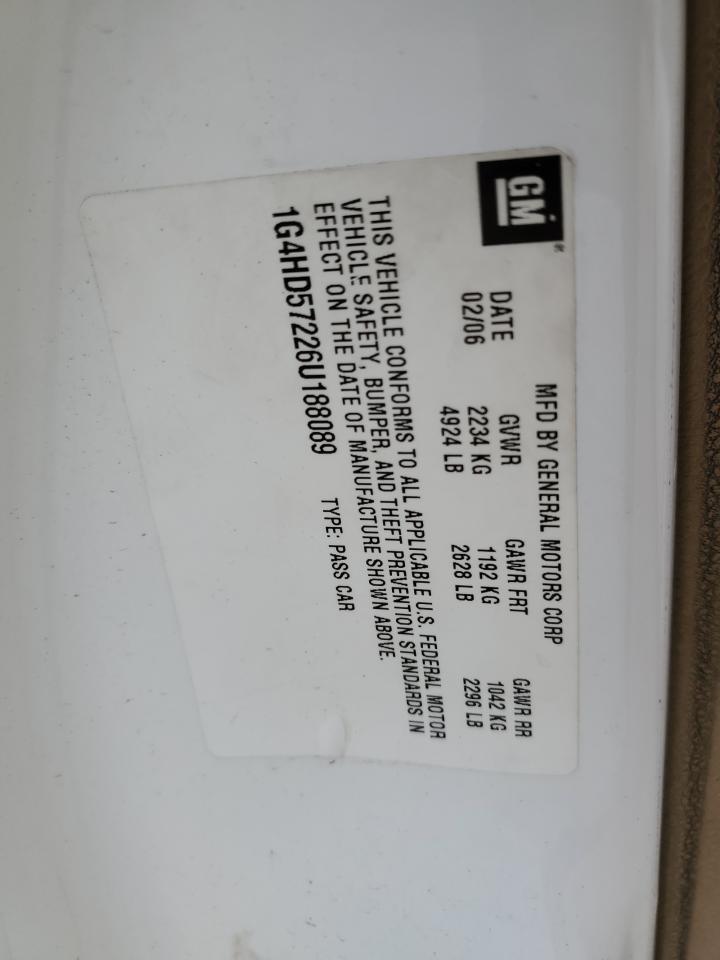 GM
®
MFD BY GENERAL MOTORS CORP
DATE GVWR GAWR FRT GAWR RR
02/06 2234 KG 1192 KG 1042 KG
4924 LB 2628 LB 2296 LB
THIS VEHICLE CONFORMS TO ALL APPLICABLE U.S. FEDERAL MOTOR
VEHICLE SAFETY, BUMPER, AND THEFT PREVENTION STANDARDS IN
EFFECT ON THE DATE OF MANUFACTURE SHOWN ABOVE.
1G4HD57226U188089 TYPE: PASS CAR